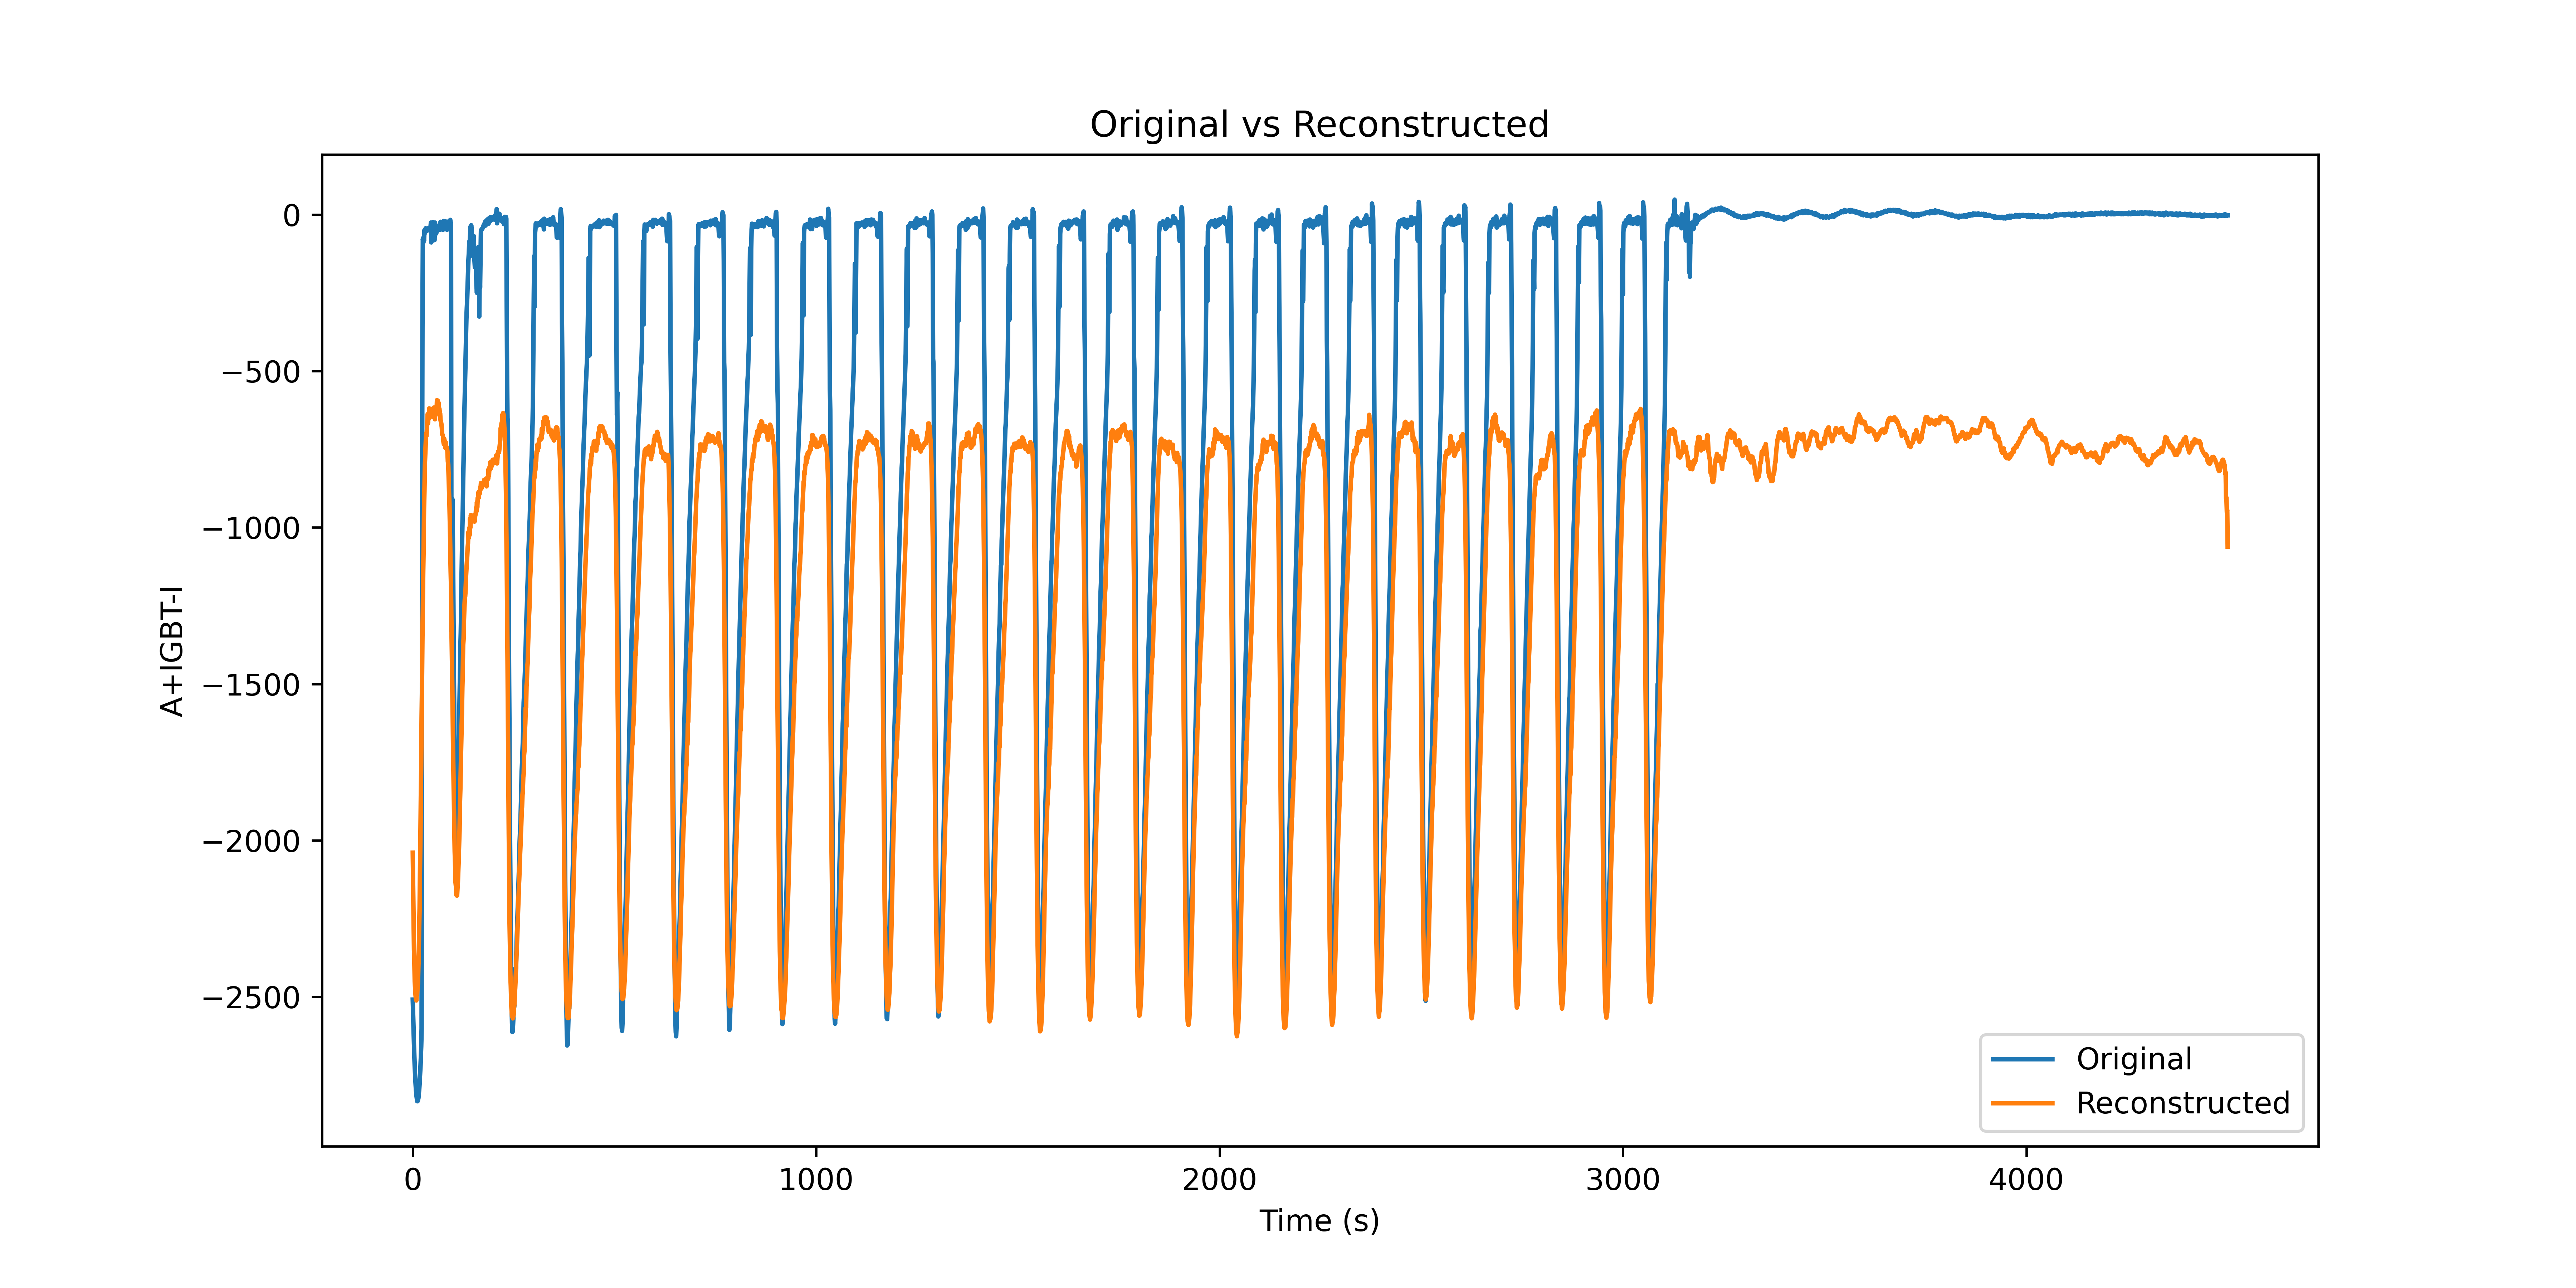 Original vs Reconstructed
A+IGBT-I
0
−500
−1000
−1500
−2000
−2500
0
1000
2000
3000
4000
Time (s)
Original
Reconstructed